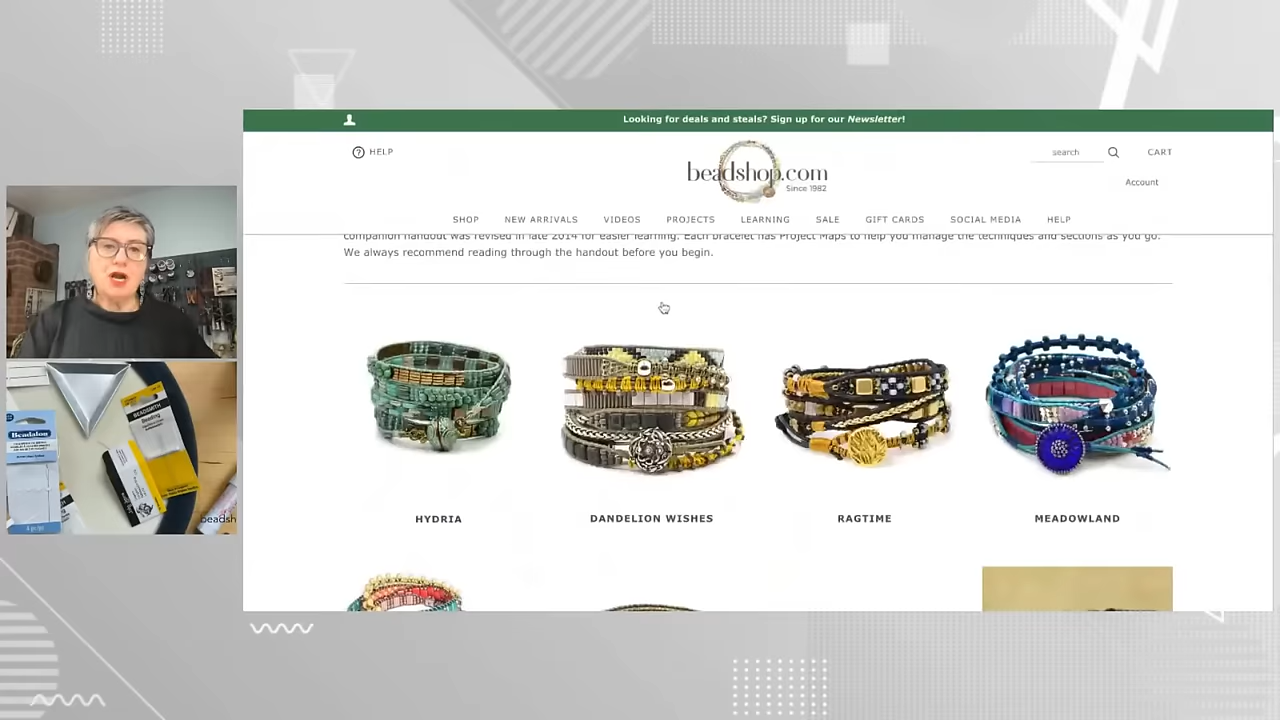 Looking for deals and steals? Sign up for our Newsletter!
? HELP
beadshop.com
Since 1982
search
CART
Account
SHOP NEW ARRIVALS VIDEOS PROJECTS LEARNING SALE GIFT CARDS SOCIAL MEDIA HELP
companion handout was revised in late 2014 for easier learning. Each bracelet has Project Maps to help you manage the techniques and sections as you go.
We always recommend reading through the handout before you begin.
HYDRIA
DANDELION WISHES
RAGTIME
MEADOWLAND
Beadalon
BEADSMITH
beadsh